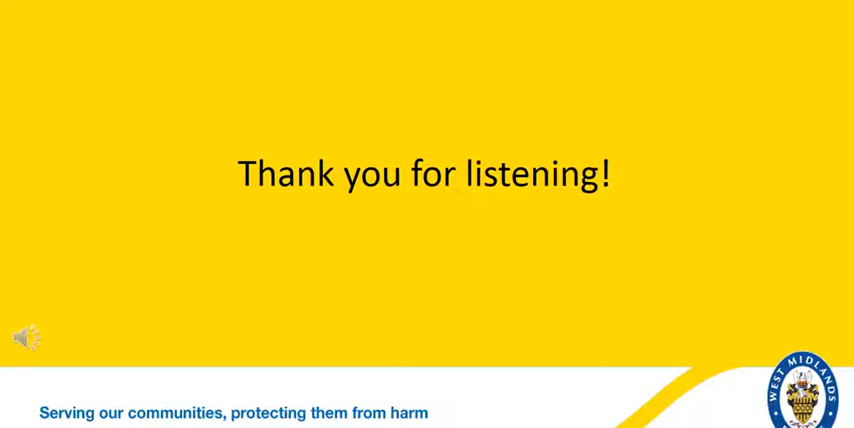 Thank you for listening!
Serving our communities, protecting them from harm
WEST MIDLANDS